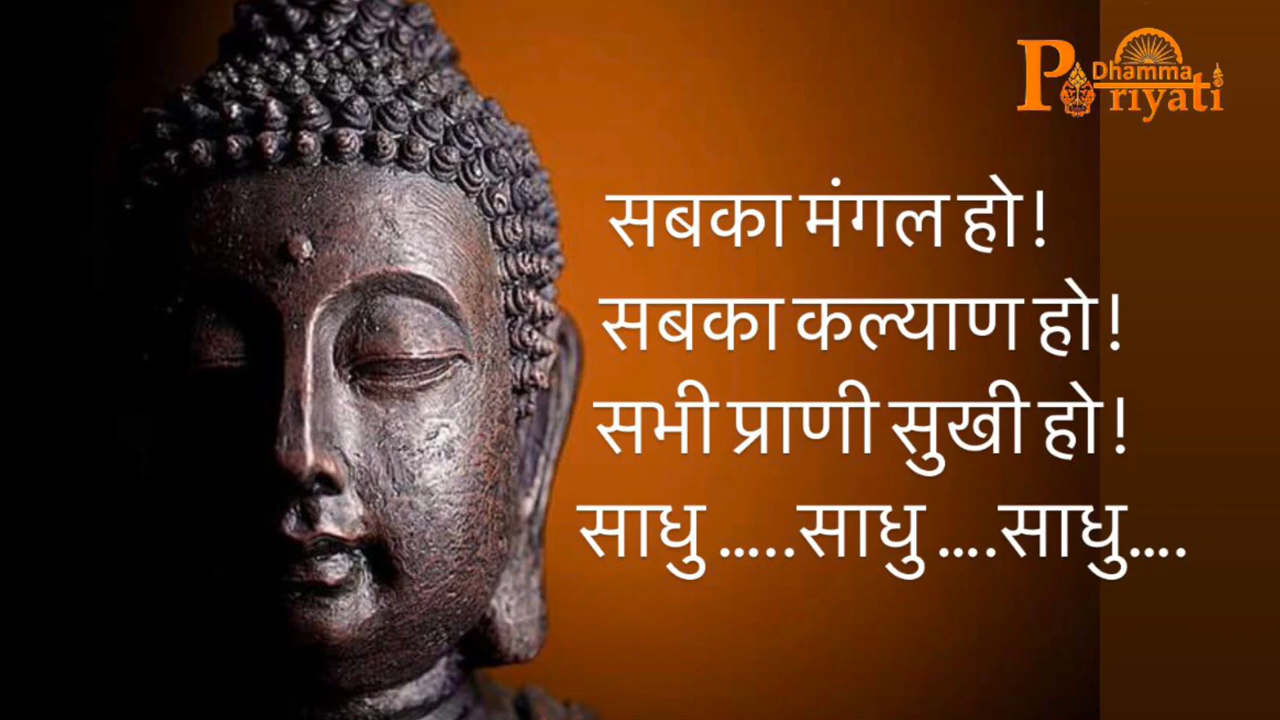 Dhamma
Pariyati
सबका मंगल हो!
सबका कल्याण हो!
सभी प्राणी सुखी हो!
साधु .....साधु ....साधु....